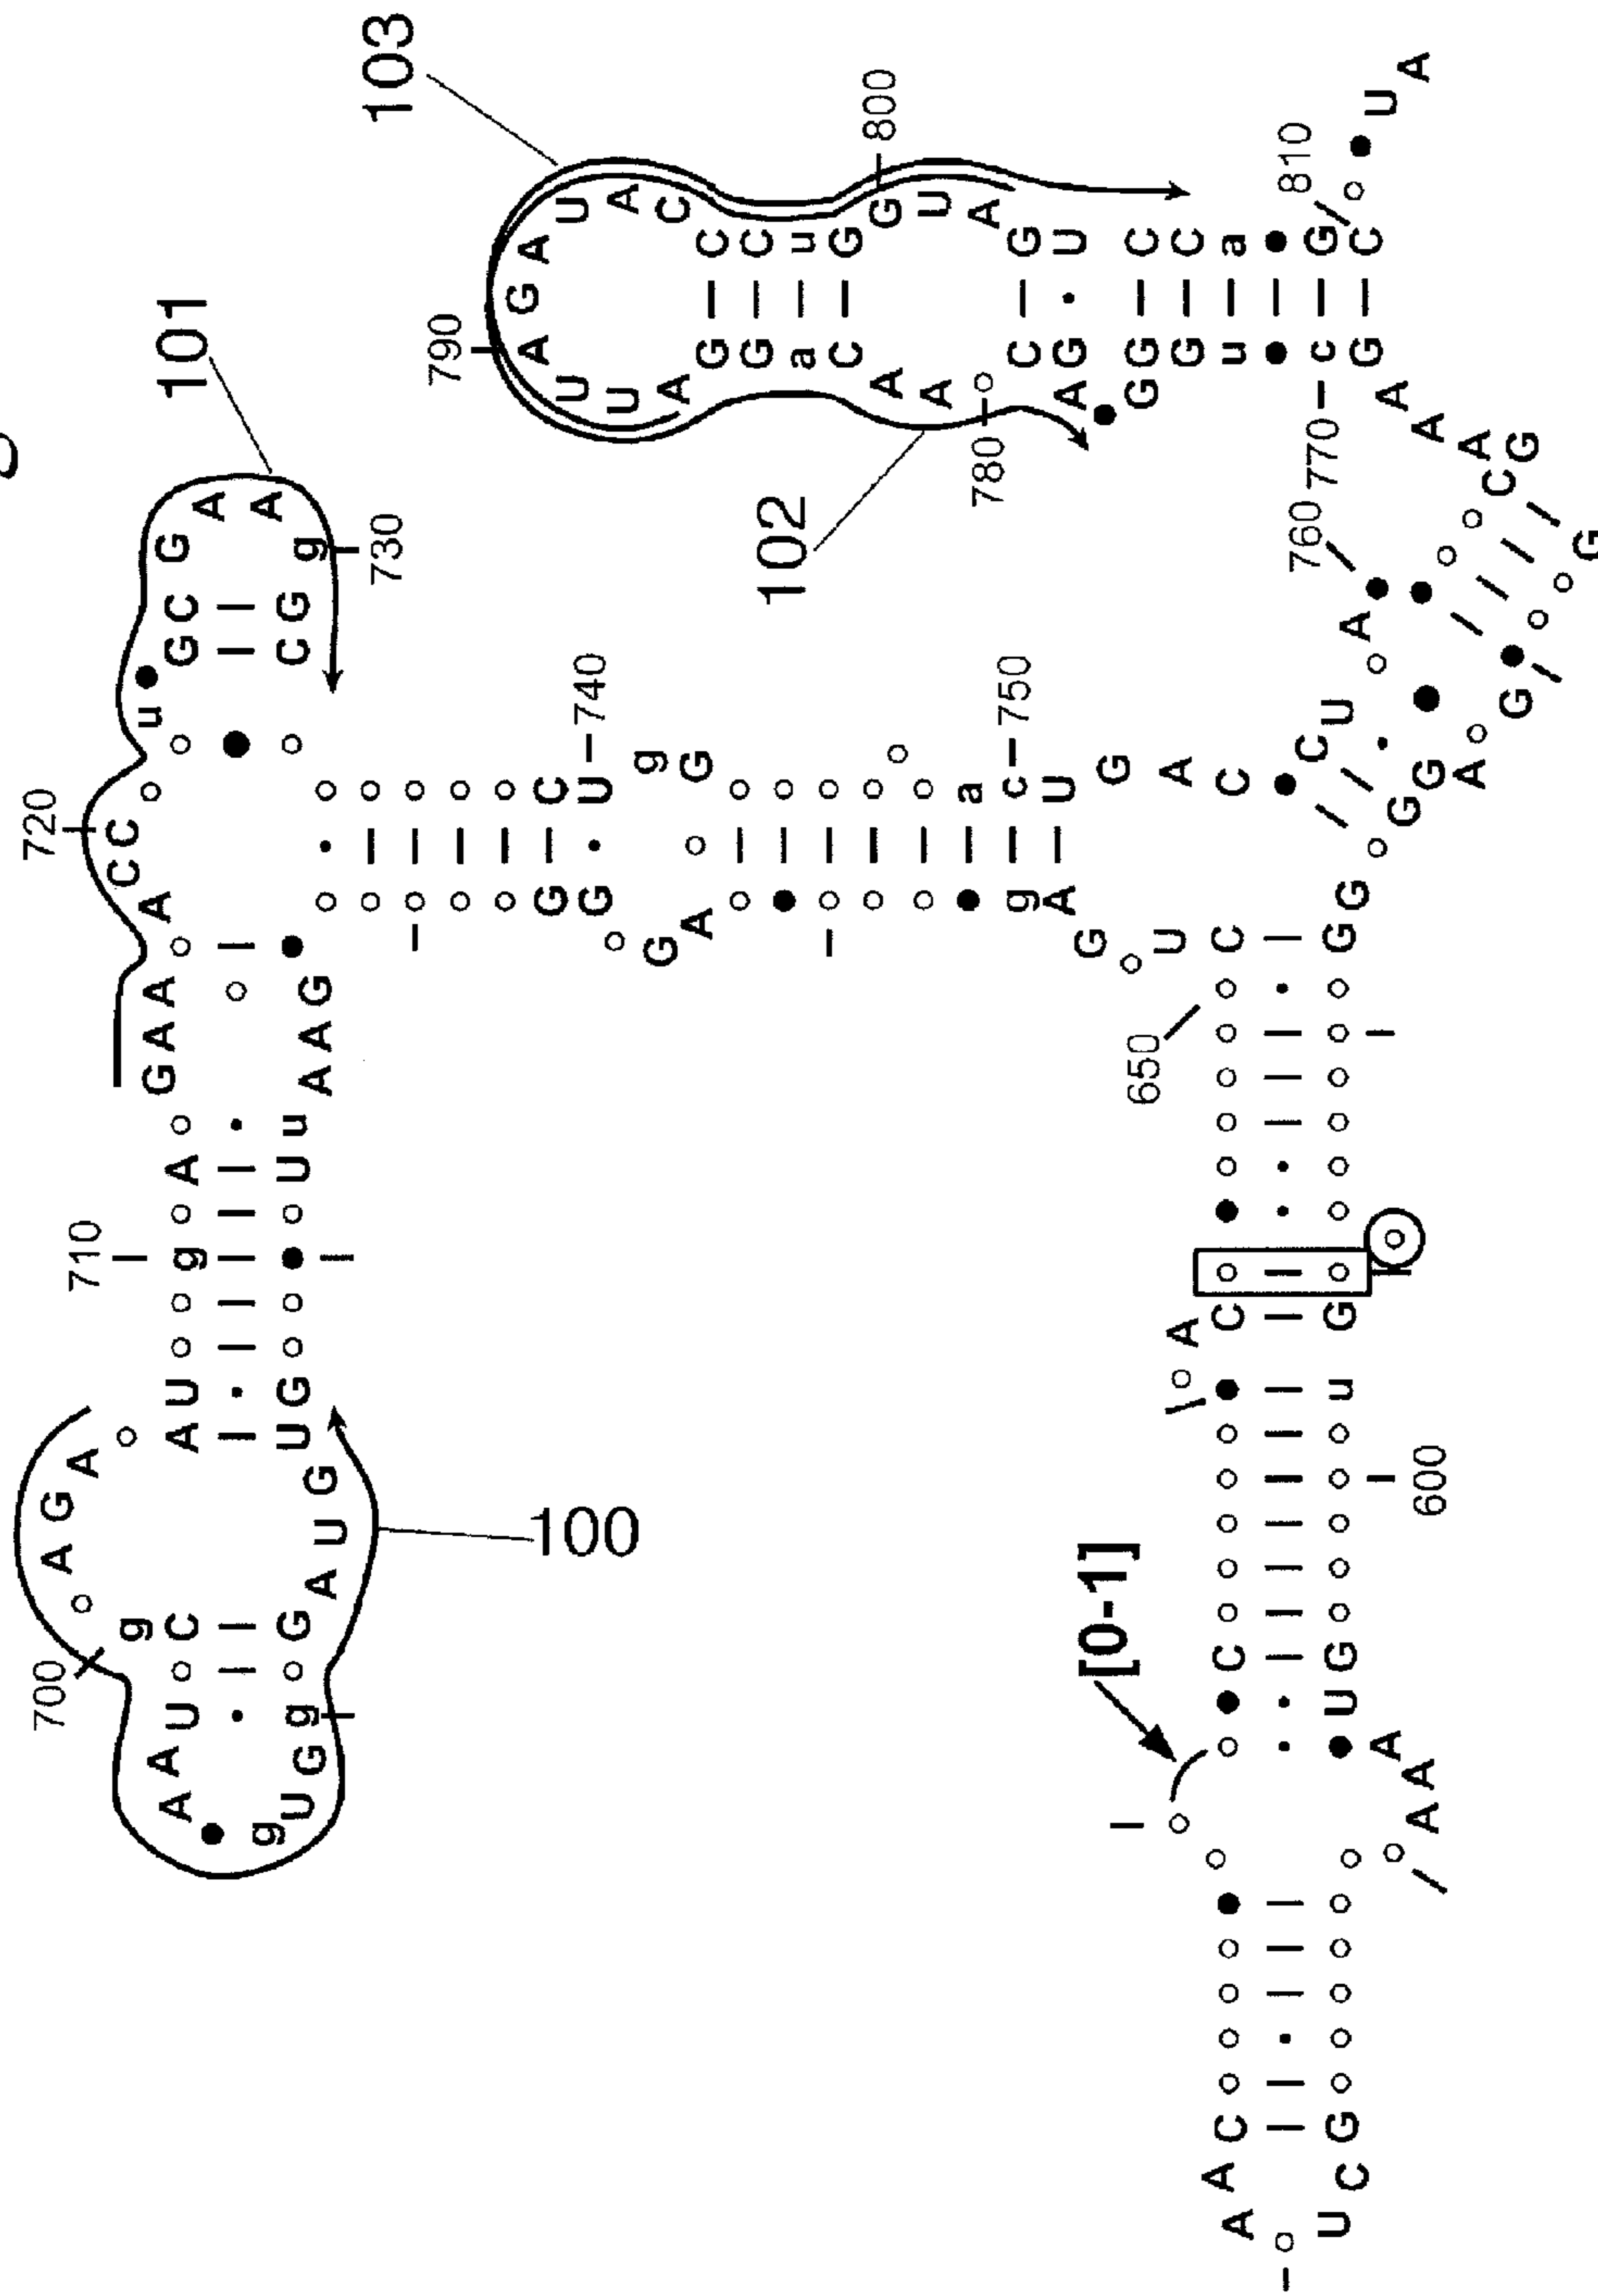 103
101
102
100
[0-1]
600
650
700
710
720
730
740
750
760
770
780
790
800
810
C G
U G
u
G
G
G
G
A
G
G
G
C A
A
C
C A A
U
C
U G
A g
A G
G G
G A A
u U
G U
G U A G
g G
g U
A A
U C
g
A G A
A U
g A
G A A
A C C
u
G C
G A A
g
G C
C U
g G
a c U
G A C
C U
A
G
G
G C
A A A
G c
u
G G
G A
G C
A A
C a
G G
A U U A
G A U A C
C C
u G
G U A
G U
C C
a
G C
U A
A A A